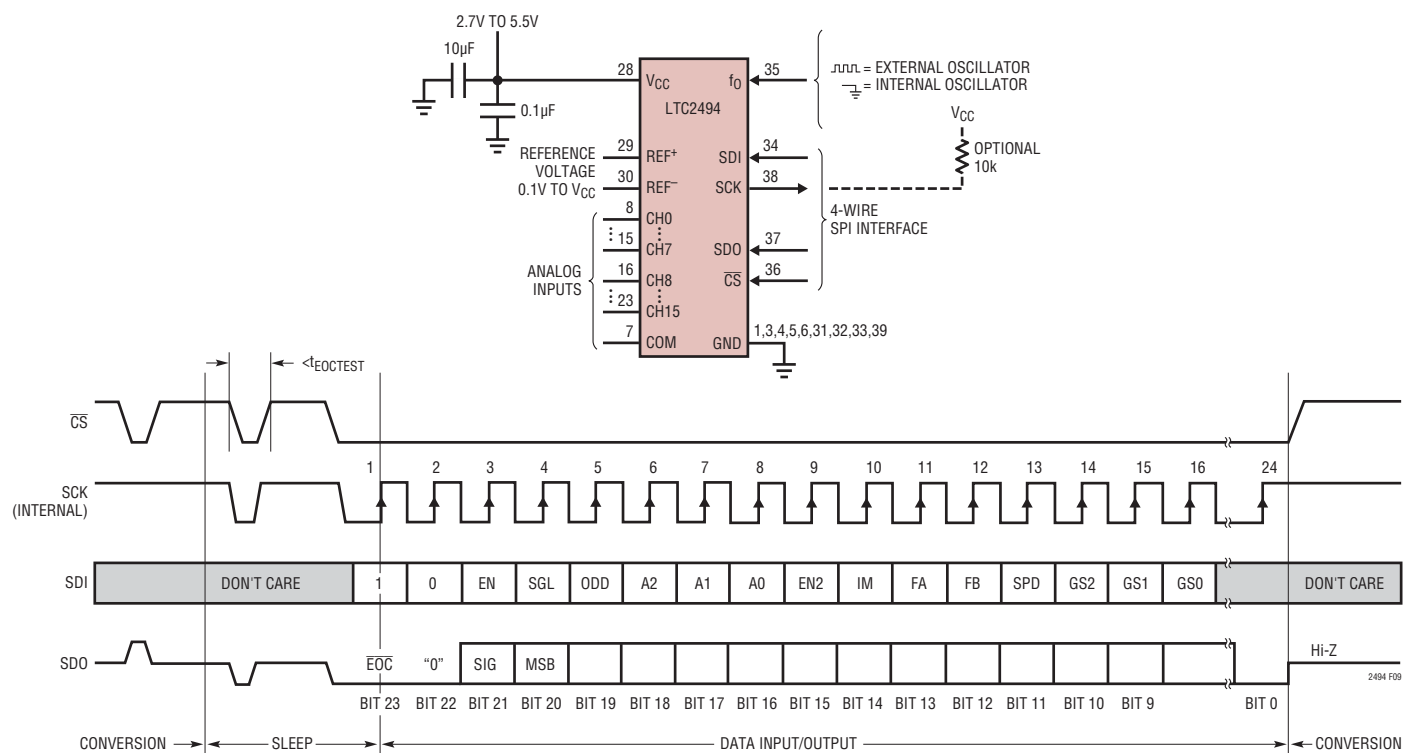 2.7V TO 5.5V
10µF
0.1µF
28
VCC
fO
35
LTC2494
= EXTERNAL OSCILLATOR
= INTERNAL OSCILLATOR
VCC
OPTIONAL
10k
REFERENCE
VOLTAGE
0.1V TO VCC
29
REF+
30
REF–
SDI
34
SCK
38
4-WIRE
SPI INTERFACE
SDO
37
CS
36
ANALOG
INPUTS
8
CH0
15
CH7
16
CH8
23
CH15
7
COM
GND
1,3,4,5,6,31,32,33,39
<tEOCTEST
CS
1 2 3 4 5 6 7 8 9 10 11 12 13 14 15 16 24
SCK
(INTERNAL)
SDI DON'T CARE 1 0 EN SGL ODD A2 A1 A0 EN2 IM FA FB SPD GS2 GS1 GS0 DON'T CARE
SDO EOC "0" SIG MSB Hi-Z
2494 F09
BIT 23 BIT 22 BIT 21 BIT 20 BIT 19 BIT 18 BIT 17 BIT 16 BIT 15 BIT 14 BIT 13 BIT 12 BIT 11 BIT 10 BIT 9 BIT 0
CONVERSION SLEEP DATA INPUT/OUTPUT CONVERSION